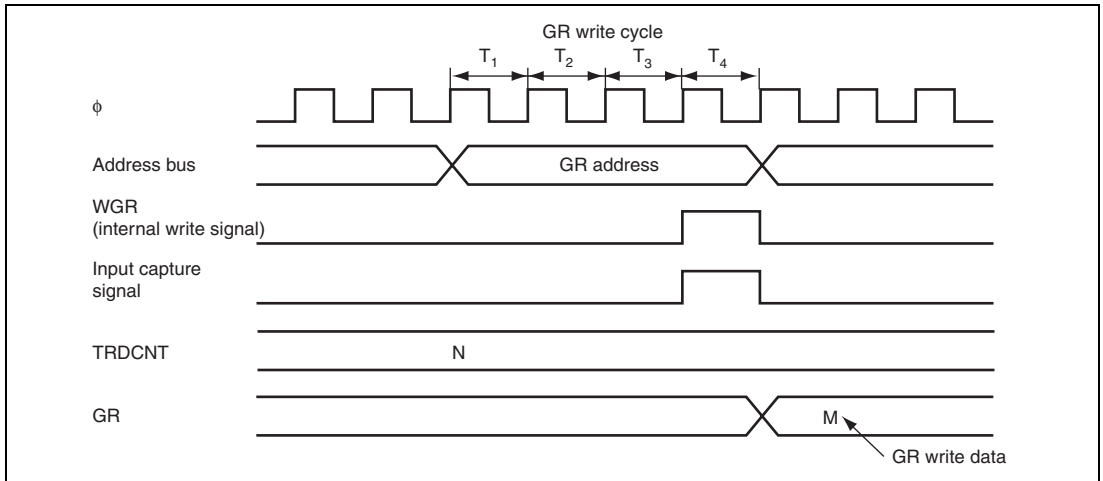 GR write cycle
T1 T2 T3 T4
ϕ
Address bus
GR address
WGR
(internal write signal)
Input capture
signal
TRDCNT
N
GR
M
GR write data